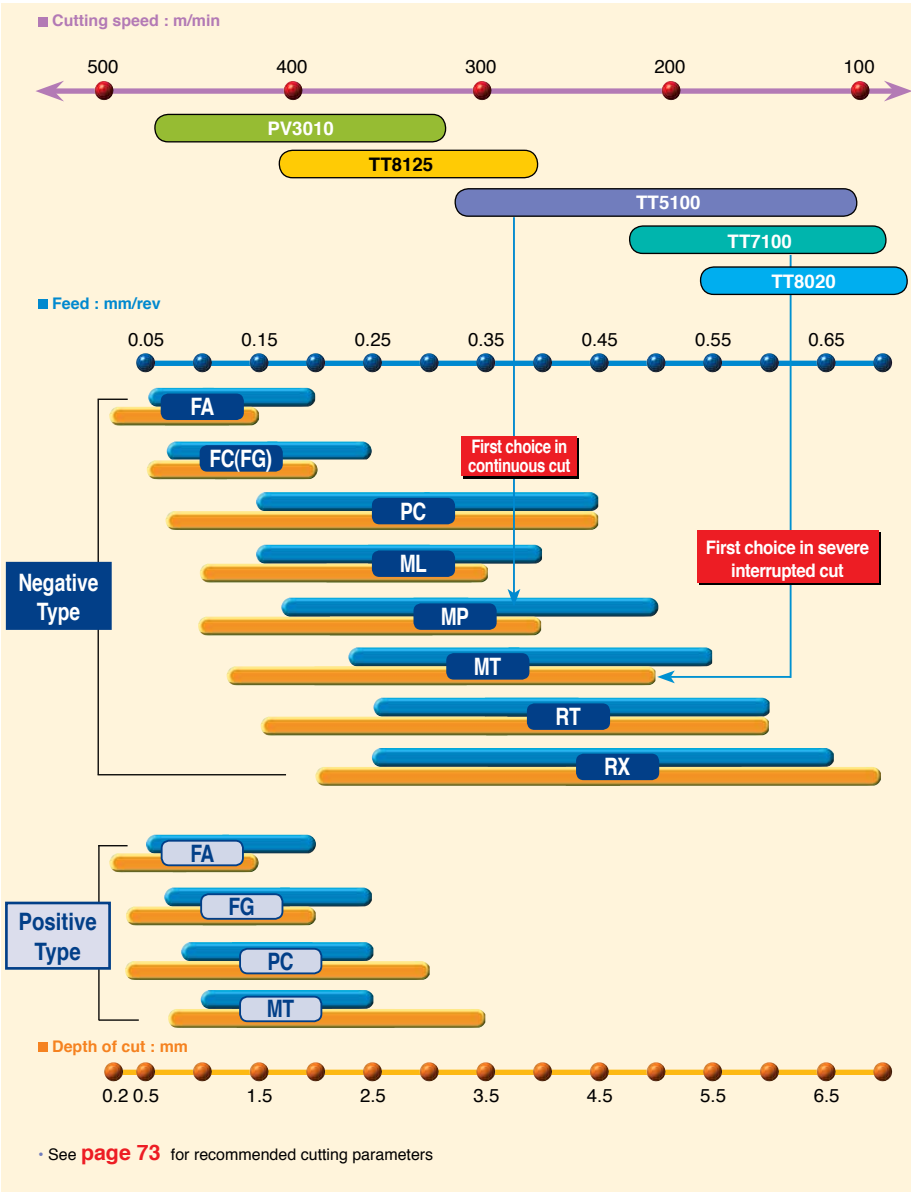 Cutting speed : m/min
500 400 300 200 100
PV3010
TT8125
TT5100
TT7100
TT8020
Feed : mm/rev
0.05 0.15 0.25 0.35 0.45 0.55 0.65
Negative
Type
FA
FC(FG)
First choice in
continuous cut
PC
First choice in severe
interrupted cut
ML
MP
MT
RT
RX
Positive
Type
FA
FG
PC
MT
Depth of cut : mm
0.2 0.5 1.5 2.5 3.5 4.5 5.5 6.5
• See page 73 for recommended cutting parameters